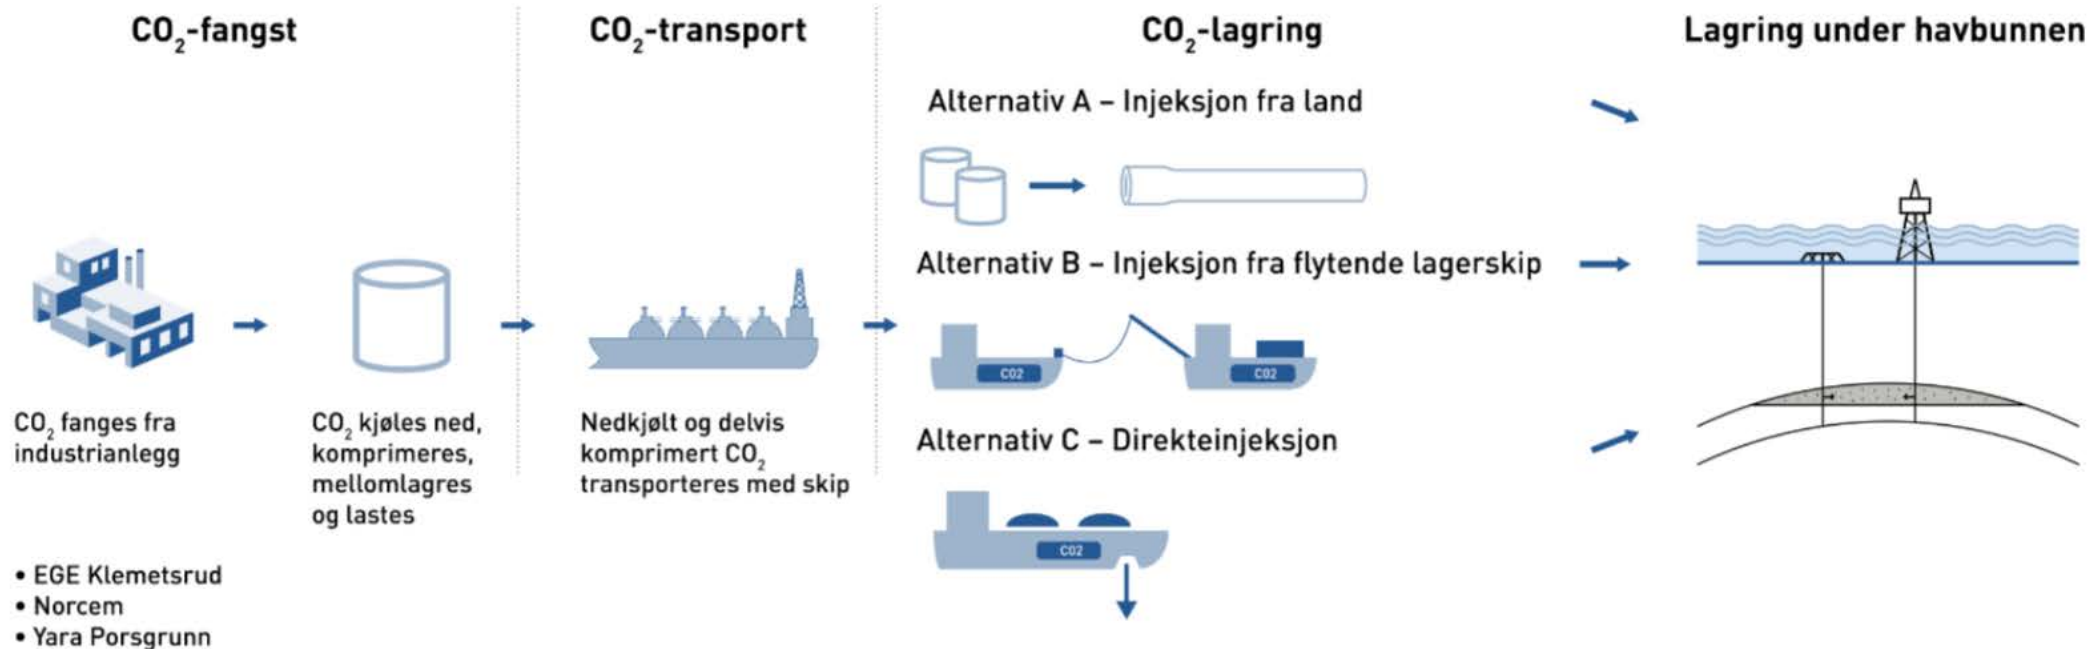 CO₂-fangst
CO₂-transport
CO₂-lagring
Lagring under havbunnen
CO₂ fanges fra
industrianlegg
CO₂ kjøles ned,
komprimeres,
mellomlagres
og lastes
Nedkjølt og delvis
komprimert CO₂
transporteres med skip
Alternativ A – Injeksjon fra land
Alternativ B – Injeksjon fra flytende lagerskip
CO2
CO2
Alternativ C – Direkteinjeksjon
CO2
• EGE Klemetsrud
• Norcem
• Yara Porsgrunn